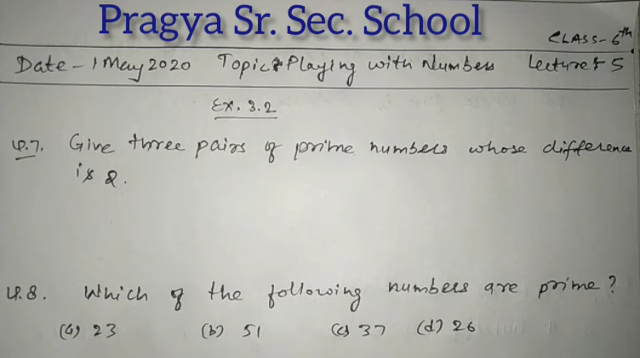 Pragya Sr. Sec. School
CLASS-6th
Date - 1 May 2020 Topic: Playing with Numbers Lecture: 5
Ex. 3.2
Q.7. Give three pairs of prime numbers whose difference
is 2.
Q.8. Which of the following numbers are prime?
(a) 23 (b) 51 (c) 37 (d) 26